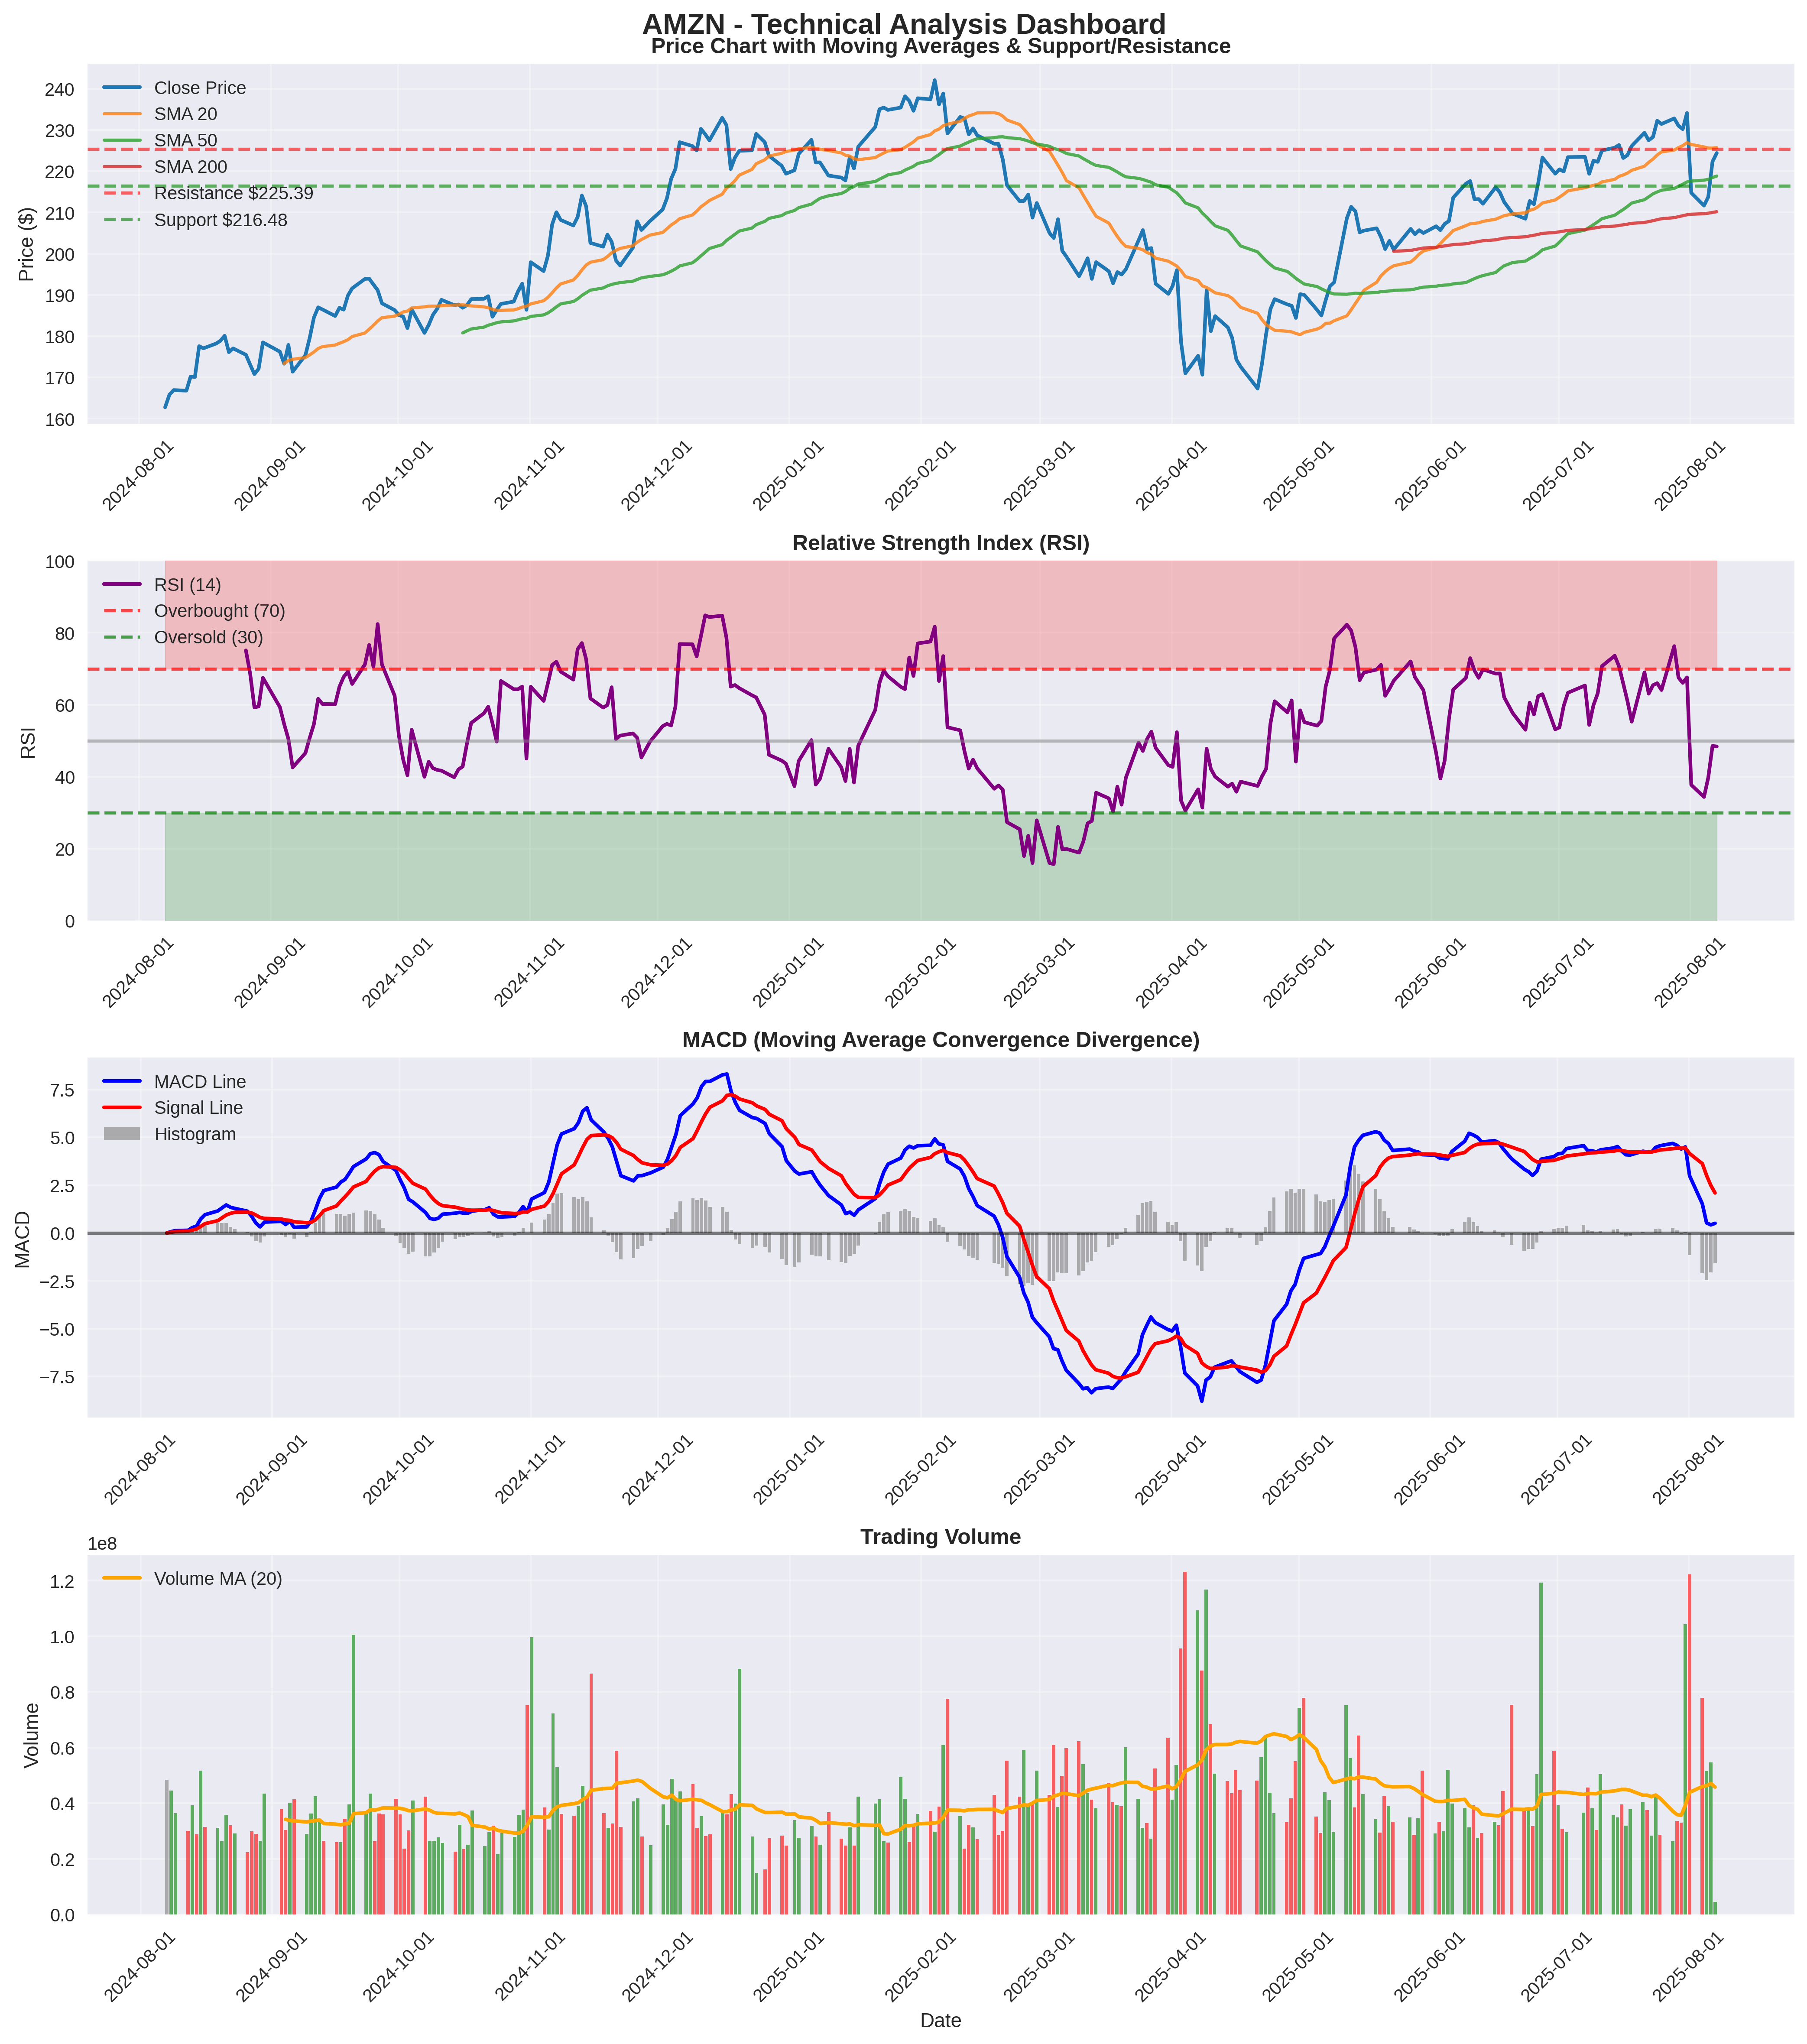 AMZN - Technical Analysis Dashboard
Price Chart with Moving Averages & Support/Resistance
Close Price
SMA 20
SMA 50
SMA 200
Resistance $225.39
Support $216.48
Price ($)
240
230
220
210
200
190
180
170
160
2024-08-01 2024-09-01 2024-10-01 2024-11-01 2024-12-01 2025-01-01 2025-02-01 2025-03-01 2025-04-01 2025-05-01 2025-06-01 2025-07-01 2025-08-01
Relative Strength Index (RSI)
RSI (14)
Overbought (70)
Oversold (30)
RSI
100
80
60
40
20
0
2024-08-01 2024-09-01 2024-10-01 2024-11-01 2024-12-01 2025-01-01 2025-02-01 2025-03-01 2025-04-01 2025-05-01 2025-06-01 2025-07-01 2025-08-01
MACD (Moving Average Convergence Divergence)
MACD Line
Signal Line
Histogram
MACD
7.5
5.0
2.5
0.0
−2.5
−5.0
−7.5
2024-08-01 2024-09-01 2024-10-01 2024-11-01 2024-12-01 2025-01-01 2025-02-01 2025-03-01 2025-04-01 2025-05-01 2025-06-01 2025-07-01 2025-08-01
Trading Volume
1e8
Volume MA (20)
Volume
1.2
1.0
0.8
0.6
0.4
0.2
0.0
2024-08-01 2024-09-01 2024-10-01 2024-11-01 2024-12-01 2025-01-01 2025-02-01 2025-03-01 2025-04-01 2025-05-01 2025-06-01 2025-07-01 2025-08-01
Date